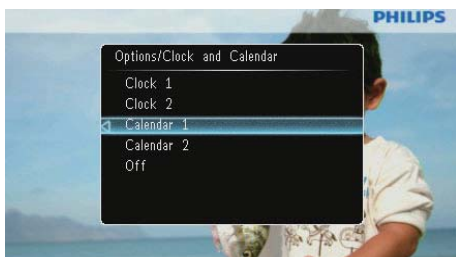 PHILIPS
Options/Clock and Calendar
Clock 1
Clock 2
Calendar 1
Calendar 2
Off